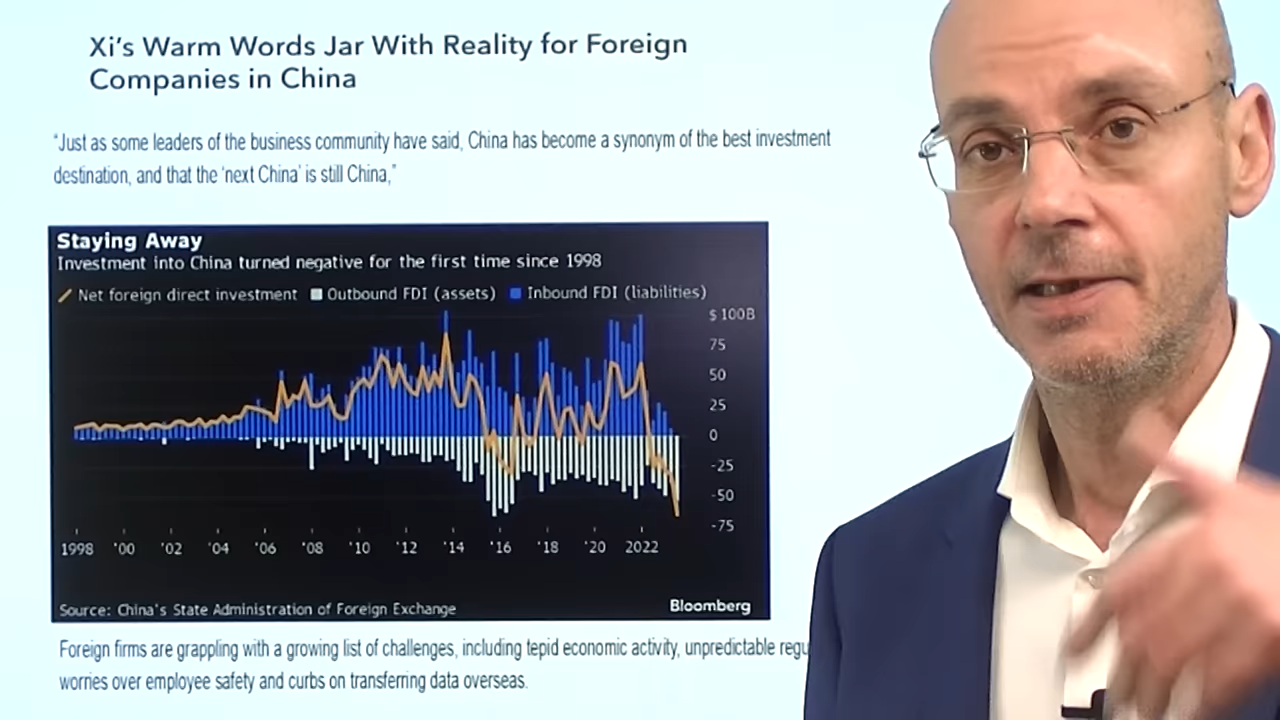 Xi's Warm Words Jar With Reality for Foreign
Companies in China
"Just as some leaders of the business community have said, China has become a synonym of the best investment
destination, and that the 'next China' is still China,"
Staying Away
Investment into China turned negative for the first time since 1998
Net foreign direct investment Outbound FDI (assets) Inbound FDI (liabilities)
$100B
75
50
25
0
-25
-50
-75
1998 '00 '02 '04 '06 '08 '10 '12 '14 '16 '18 '20 2022
Source: China's State Administration of Foreign Exchange Bloomberg
Foreign firms are grappling with a growing list of challenges, including tepid economic activity, unpredictable regu
worries over employee safety and curbs on transferring data overseas.